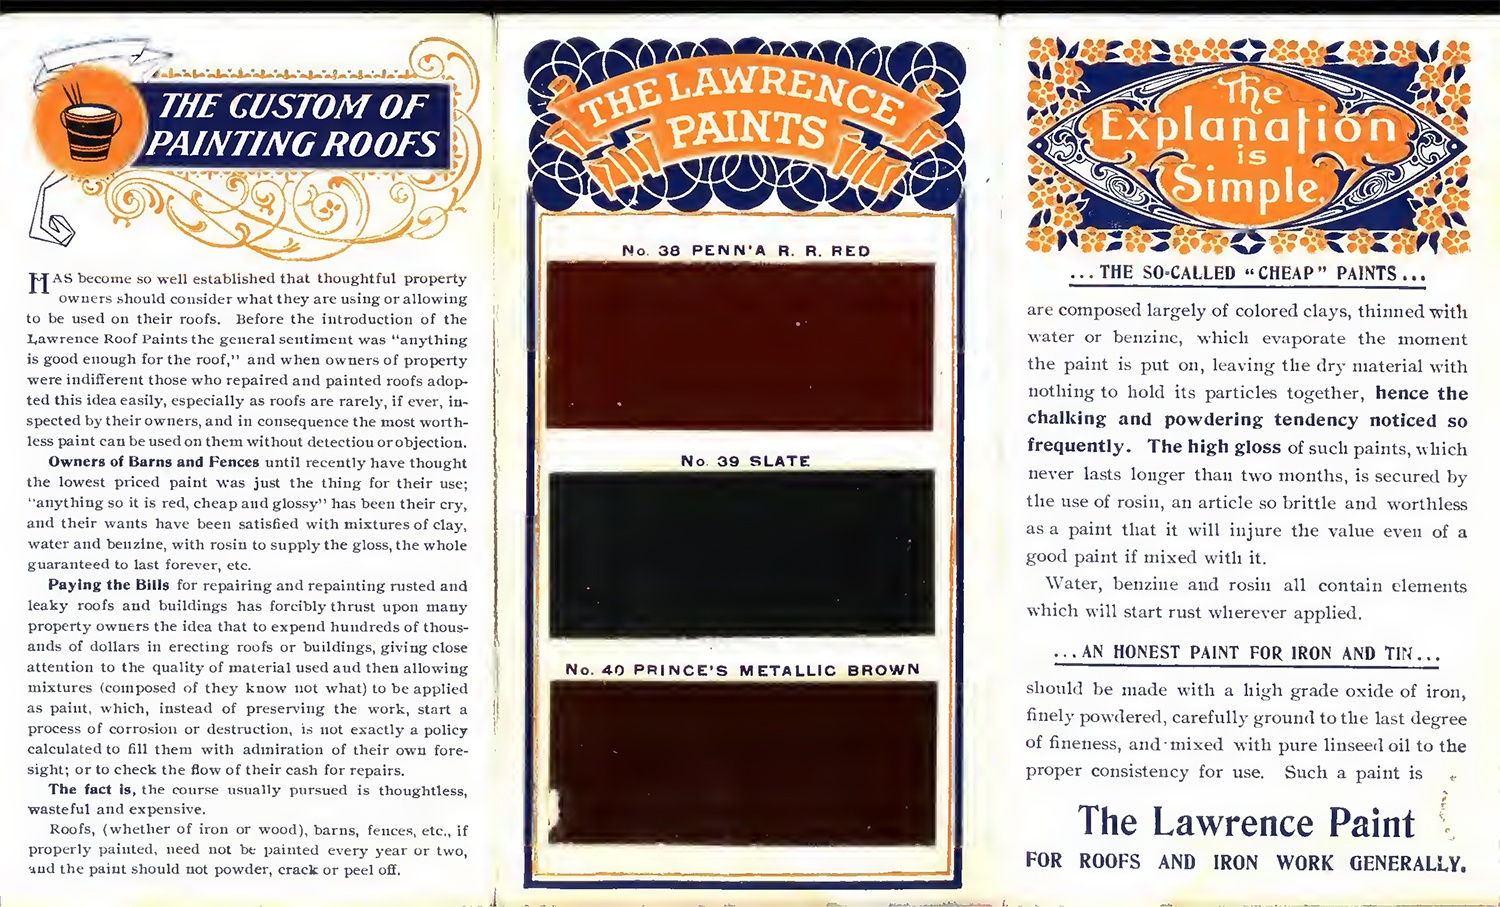 THE CUSTOM OF
PAINTING ROOFS
HAS become so well established that thoughtful property
owners should consider what they are using or allowing
to be used on their roofs. Before the introduction of the
Lawrence Roof Paints the general sentiment was "anything
is good enough for the roof," and when owners of property
were indifferent those who repaired and painted roofs adop-
ted this idea easily, especially as roofs are rarely, if ever, in-
spected by their owners, and in consequence the most worth-
less paint can be used on them without detection or objection.
Owners of Barns and Fences until recently have thought
the lowest priced paint was just the thing for their use;
"anything so it is red, cheap and glossy" has been their cry,
and their wants have been satisfied with mixtures of clay,
water and benzine, with rosin to supply the gloss, the whole
guaranteed to last forever, etc.
Paying the Bills for repairing and repainting rusted and
leaky roofs and buildings has forcibly thrust upon many
property owners the idea that to expend hundreds of thous-
ands of dollars in erecting roofs or buildings, giving close
attention to the quality of material used and then allowing
mixtures (composed of they know not what) to be applied
as paint, which, instead of preserving the work, start a
process of corrosion or destruction, is not exactly a policy
calculated to fill them with admiration of their own fore-
sight; or to check the flow of their cash for repairs.
The fact is, the course usually pursued is thoughtless,
wasteful and expensive.
Roofs, (whether of iron or wood), barns, fences, etc., if
properly painted, need not be painted every year or two,
and the paint should not powder, crack or peel off.
THE LAWRENCE
PAINTS
No. 38 PENN'A R. R. RED
No. 39 SLATE
No. 40 PRINCE'S METALLIC BROWN
The
Explanation
is
Simple.
...THE SO-CALLED "CHEAP" PAINTS...
are composed largely of colored clays, thinned with
water or benzine, which evaporate the moment
the paint is put on, leaving the dry material with
nothing to hold its particles together, hence the
chalking and powdering tendency noticed so
frequently. The high gloss of such paints, which
never lasts longer than two months, is secured by
the use of rosin, an article so brittle and worthless
as a paint that it will injure the value even of a
good paint if mixed with it.
Water, benzine and rosin all contain elements
which will start rust wherever applied.
...AN HONEST PAINT FOR IRON AND TIN...
should be made with a high grade oxide of iron,
finely powdered, carefully ground to the last degree
of fineness, and mixed with pure linseed oil to the
proper consistency for use. Such a paint is
The Lawrence Paint
FOR ROOFS AND IRON WORK GENERALLY.